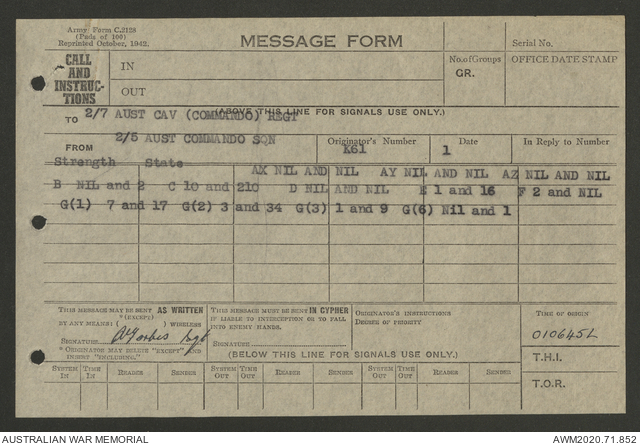 Army Form C.2128
(Pads of 100)
Reprinted October, 1942.
MESSAGE FORM
Serial No.
CALL AND INSTRUC-TIONS
IN
OUT
No. of Groups
GR.
OFFICE DATE STAMP
(ABOVE THIS LINE FOR SIGNALS USE ONLY.)
TO 2/7 AUST CAV (COMMANDO) REGT
FROM 2/5 AUST COMMANDO SQN
Originator's Number
K61
Date
1
In Reply to Number
Strength State
AX NIL AND NIL AY NIL AND NIL AZ NIL AND NIL
B NIL and 2 C 10 and 210 D NIL AND NIL E 1 and 16 F 2 and NIL
G(1) 7 and 17 G(2) 3 and 34 G(3) 1 and 9 G(6) Nil and 1
THIS MESSAGE MAY BE SENT AS WRITTEN
*(EXCEPT)
BY ANY MEANS ( ) WIRELESS
SIGNATURE
Sgt
*ORIGINATOR MAY DELETE "EXCEPT" AND
INSERT "INCLUDING."
THIS MESSAGE MUST BE SENT IN CYPHER
IF LIABLE TO INTERCEPTION OR TO FALL
INTO ENEMY HANDS.
SIGNATURE
ORIGINATOR'S INSTRUCTIONS
DEGREE OF PRIORITY
TIME OF ORIGIN
010645L
(BELOW THIS LINE FOR SIGNALS USE ONLY.)
T.H.I.
T.O.R.
SYSTEM IN TIME IN READER SENDER SYSTEM OUT TIME OUT READER SENDER SYSTEM OUT TIME OUT READER SENDER
AUSTRALIAN WAR MEMORIAL
AWM2020.71.852